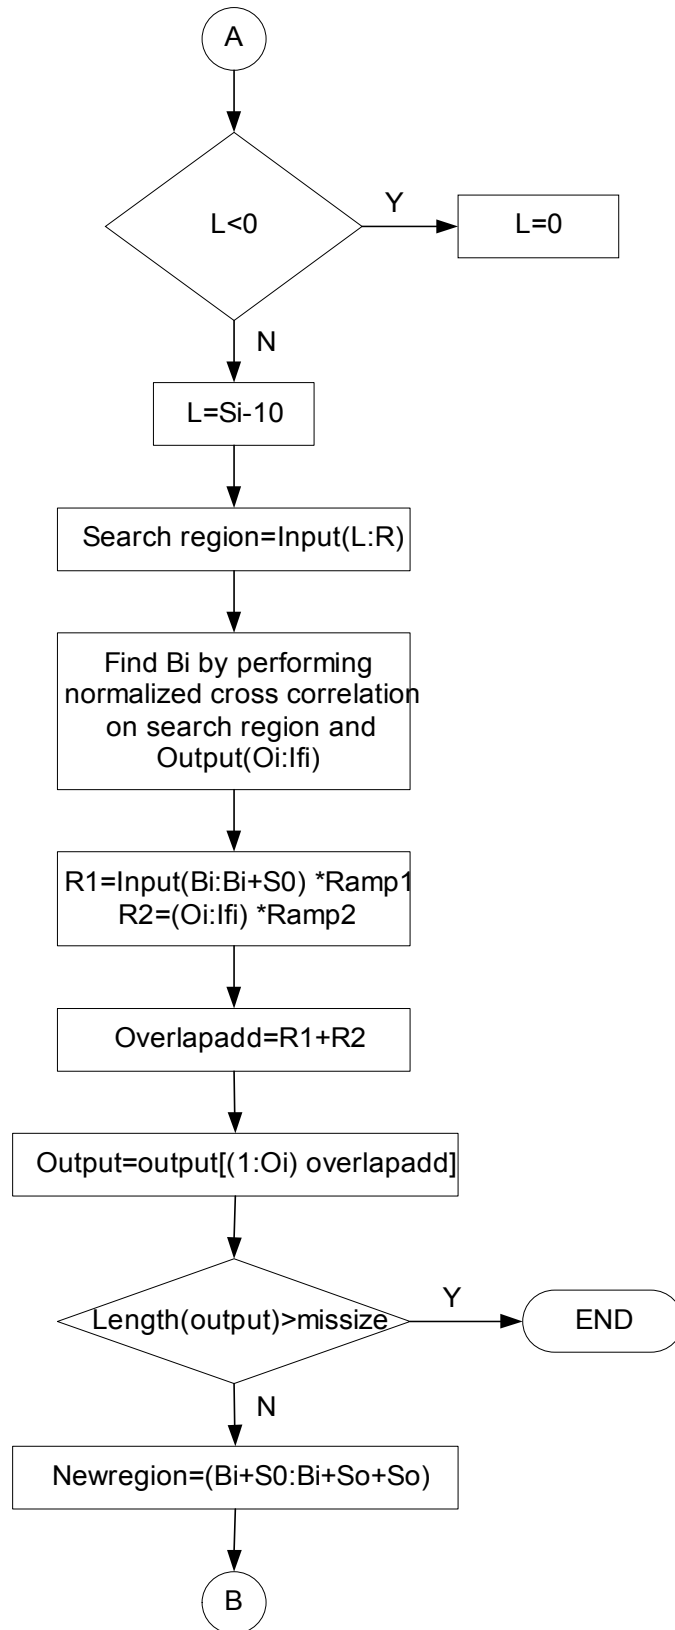 A
L<0
Y
L=0
N
L=Si-10
Search region=Input(L:R)
Find Bi by performing
normalized cross correlation
on search region and
Output(Oi:Ifi)
R1=Input(Bi:Bi+S0) *Ramp1
R2=(Oi:Ifi) *Ramp2
Overlapadd=R1+R2
Output=output[(1:Oi) overlapadd]
Length(output)>missize
Y
END
N
Newregion=(Bi+S0:Bi+So+So)
B